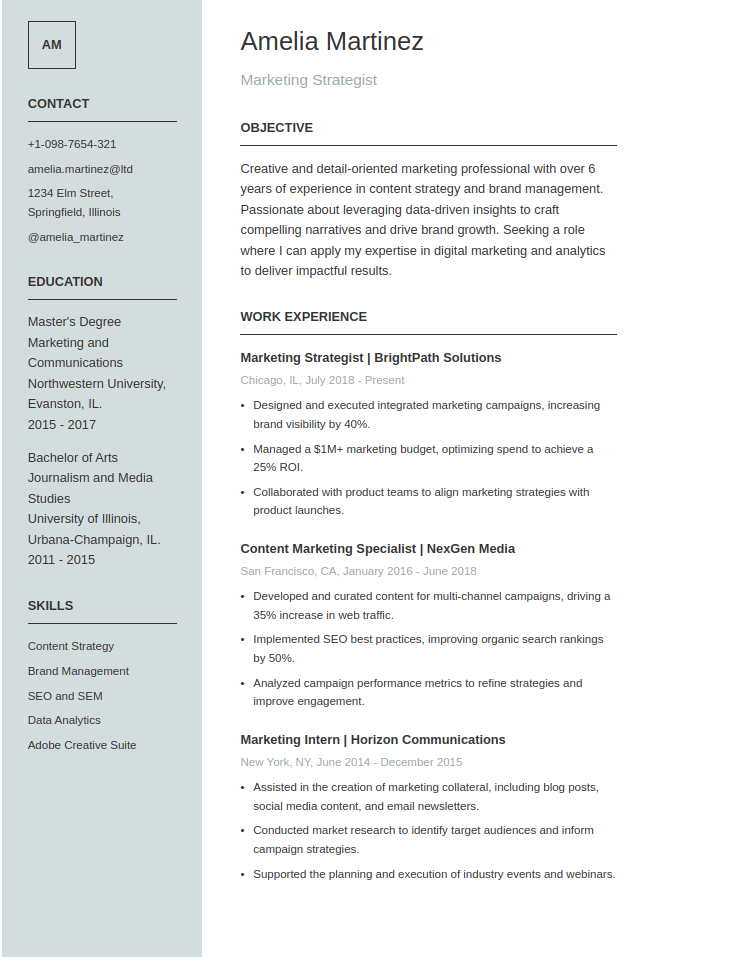 AM
CONTACT
+1-098-7654-321
amelia.martinez@ltd
1234 Elm Street,
Springfield, Illinois
@amelia_martinez
EDUCATION
Master's Degree
Marketing and
Communications
Northwestern University,
Evanston, IL.
2015 - 2017
Bachelor of Arts
Journalism and Media
Studies
University of Illinois,
Urbana-Champaign, IL.
2011 - 2015
SKILLS
Content Strategy
Brand Management
SEO and SEM
Data Analytics
Adobe Creative Suite
Amelia Martinez
Marketing Strategist
OBJECTIVE
Creative and detail-oriented marketing professional with over 6
years of experience in content strategy and brand management.
Passionate about leveraging data-driven insights to craft
compelling narratives and drive brand growth. Seeking a role
where I can apply my expertise in digital marketing and analytics
to deliver impactful results.
WORK EXPERIENCE
Marketing Strategist | BrightPath Solutions
Chicago, IL, July 2018 - Present
• Designed and executed integrated marketing campaigns, increasing
brand visibility by 40%.
• Managed a $1M+ marketing budget, optimizing spend to achieve a
25% ROI.
• Collaborated with product teams to align marketing strategies with
product launches.
Content Marketing Specialist | NexGen Media
San Francisco, CA, January 2016 - June 2018
• Developed and curated content for multi-channel campaigns, driving a
35% increase in web traffic.
• Implemented SEO best practices, improving organic search rankings
by 50%.
• Analyzed campaign performance metrics to refine strategies and
improve engagement.
Marketing Intern | Horizon Communications
New York, NY, June 2014 - December 2015
• Assisted in the creation of marketing collateral, including blog posts,
social media content, and email newsletters.
• Conducted market research to identify target audiences and inform
campaign strategies.
• Supported the planning and execution of industry events and webinars.